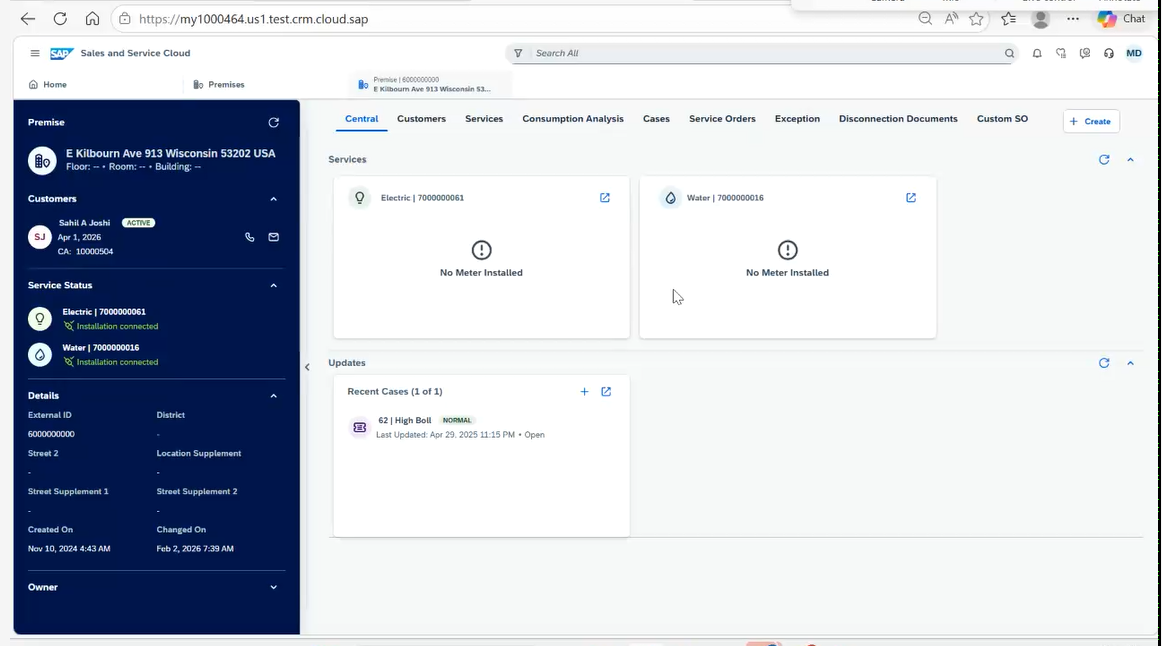 https://my1000464.us1.test.crm.cloud.sap
Chat
SAP Sales and Service Cloud
Search All
MD
Home
Premises
Premise | 6000000000
E Kilbourn Ave 913 Wisconsin 53...
Premise
E Kilbourn Ave 913 Wisconsin 53202 USA
Floor: -- • Room: -- • Building: --
Customers
SJ
Sahil A Joshi ACTIVE
Apr 1, 2026
CA: 10000504
Service Status
Electric | 7000000061
Installation connected
Water | 7000000016
Installation connected
Details
External ID District
6000000000 -
Street 2 Location Supplement
- -
Street Supplement 1 Street Supplement 2
- -
Created On Changed On
Nov 10, 2024 4:43 AM Feb 2, 2026 7:39 AM
Owner
Central Customers Services Consumption Analysis Cases Service Orders Exception Disconnection Documents Custom SO
+ Create
Services
Electric | 7000000061
No Meter Installed
Water | 7000000016
No Meter Installed
Updates
Recent Cases (1 of 1)
62 | High Boll NORMAL
Last Updated: Apr 29, 2025 11:15 PM • Open